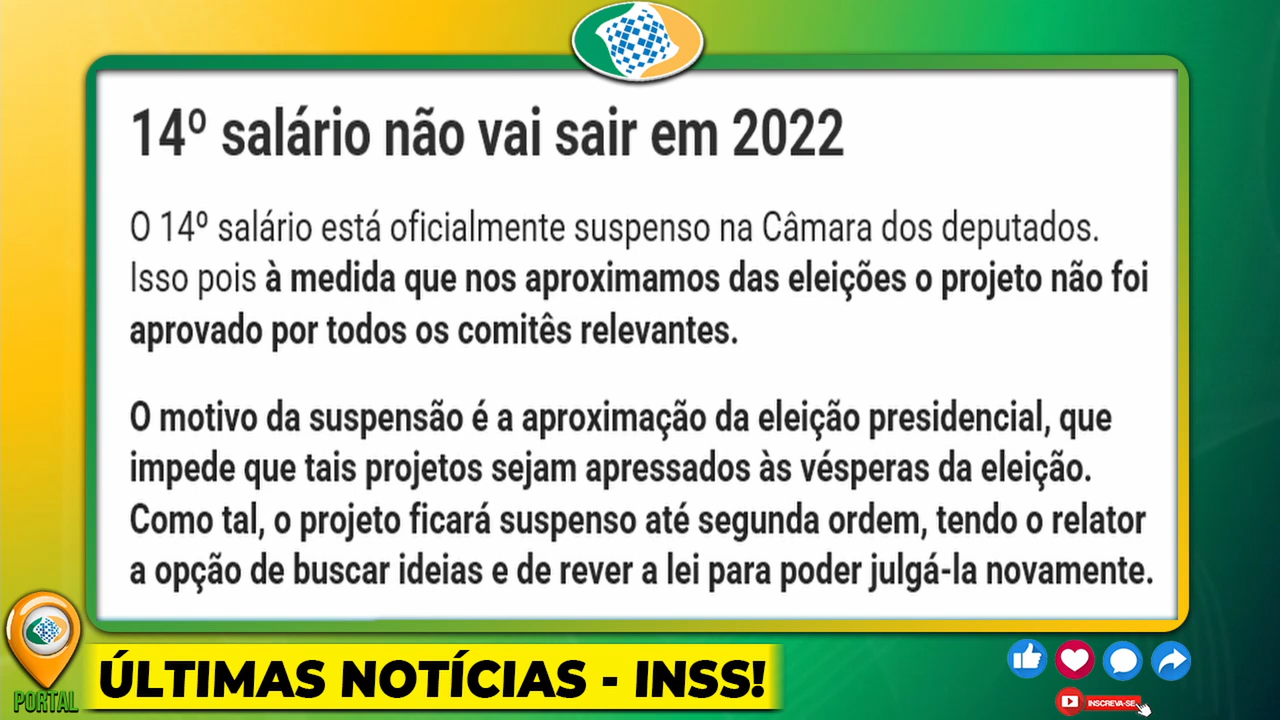 14º salário não vai sair em 2022
O 14º salário está oficialmente suspenso na Câmara dos deputados.
Isso pois à medida que nos aproximamos das eleições o projeto não foi
aprovado por todos os comitês relevantes.
O motivo da suspensão é a aproximação da eleição presidencial, que
impede que tais projetos sejam apressados às vésperas da eleição.
Como tal, o projeto ficará suspenso até segunda ordem, tendo o relator
a opção de buscar ideias e de rever a lei para poder julgá-la novamente.
PORTAL
ÚLTIMAS NOTÍCIAS - INSS!
INSCREVA-SE